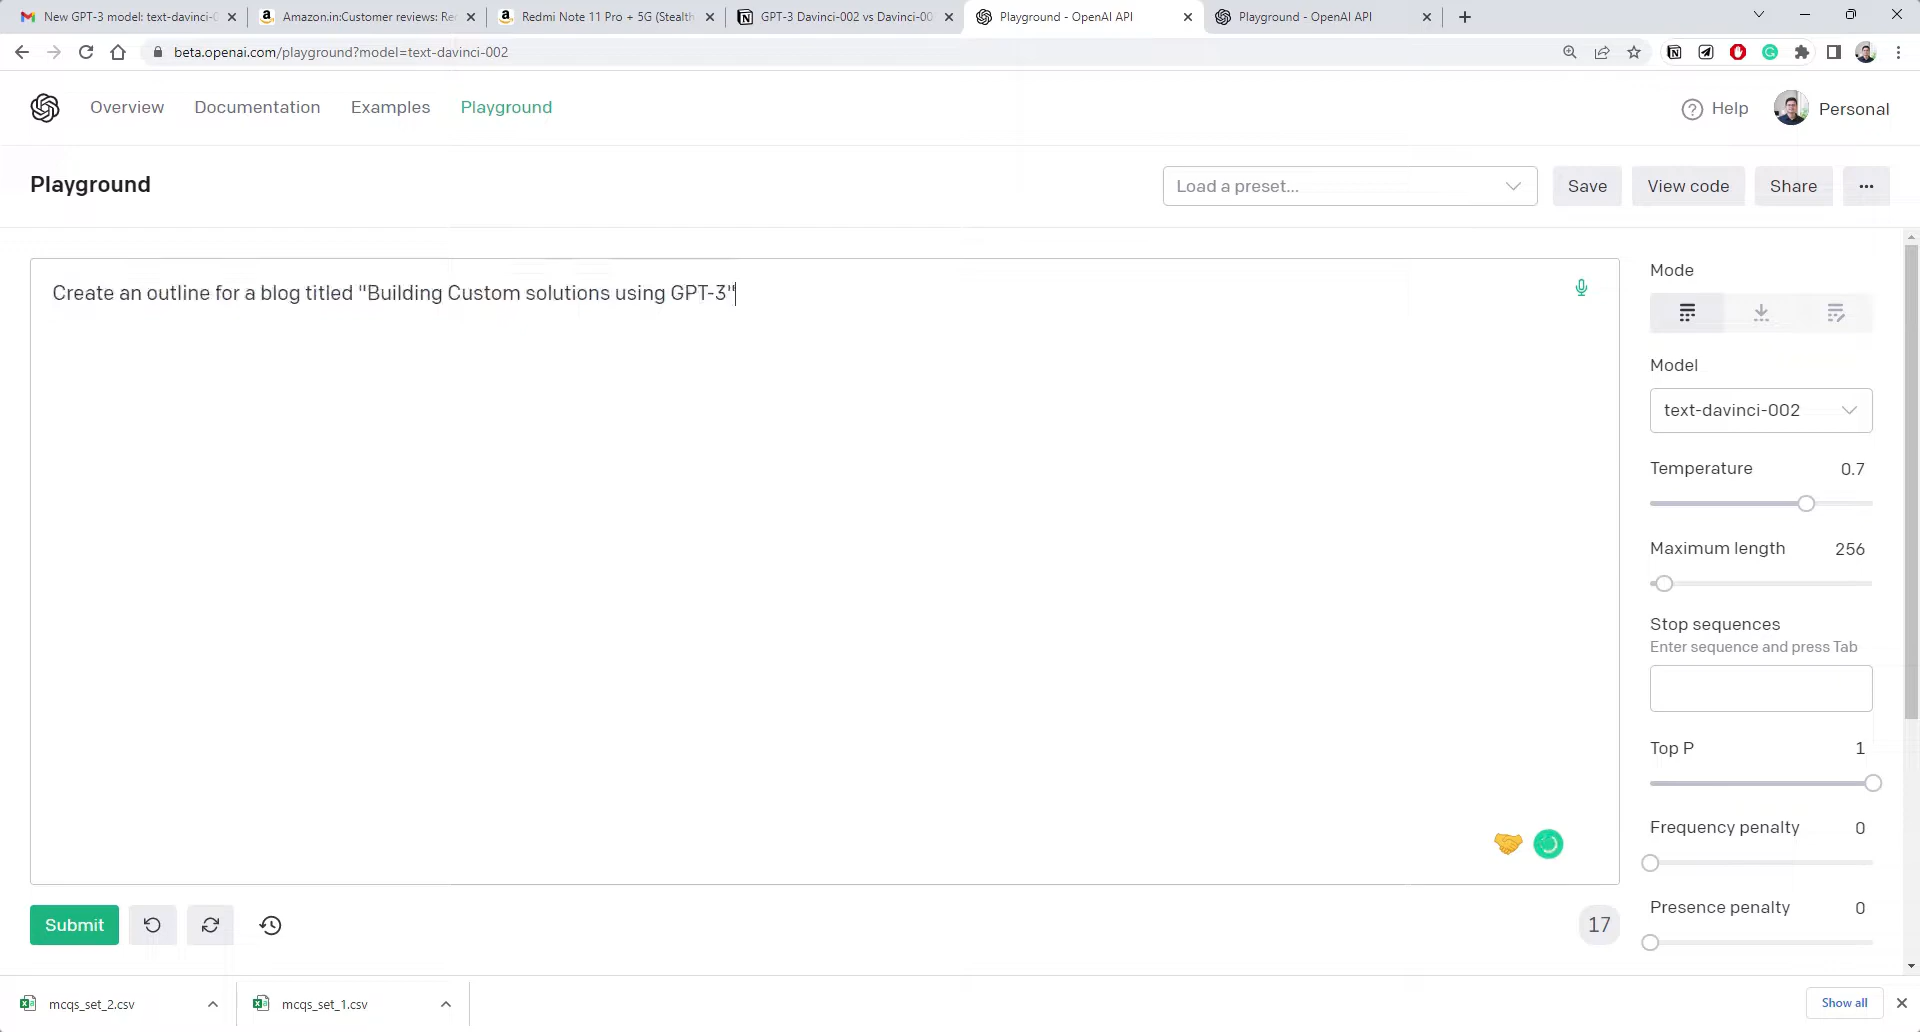 New GPT-3 model: text-davinci-
Amazon.in:Customer reviews: Re
Redmi Note 11 Pro + 5G (Stealth
GPT-3 Davinci-002 vs Davinci-00
Playground - OpenAI API
Playground - OpenAI API
beta.openai.com/playground?model=text-davinci-002
Overview
Documentation
Examples
Playground
Help
Personal
Playground
Load a preset...
Save
View code
Share
Create an outline for a blog titled "Building Custom solutions using GPT-3"
Mode
Model
text-davinci-002
Temperature 0.7
Maximum length 256
Stop sequences
Enter sequence and press Tab
Top P 1
Frequency penalty 0
Presence penalty 0
Submit
17
mcqs_set_2.csv
mcqs_set_1.csv
Show all